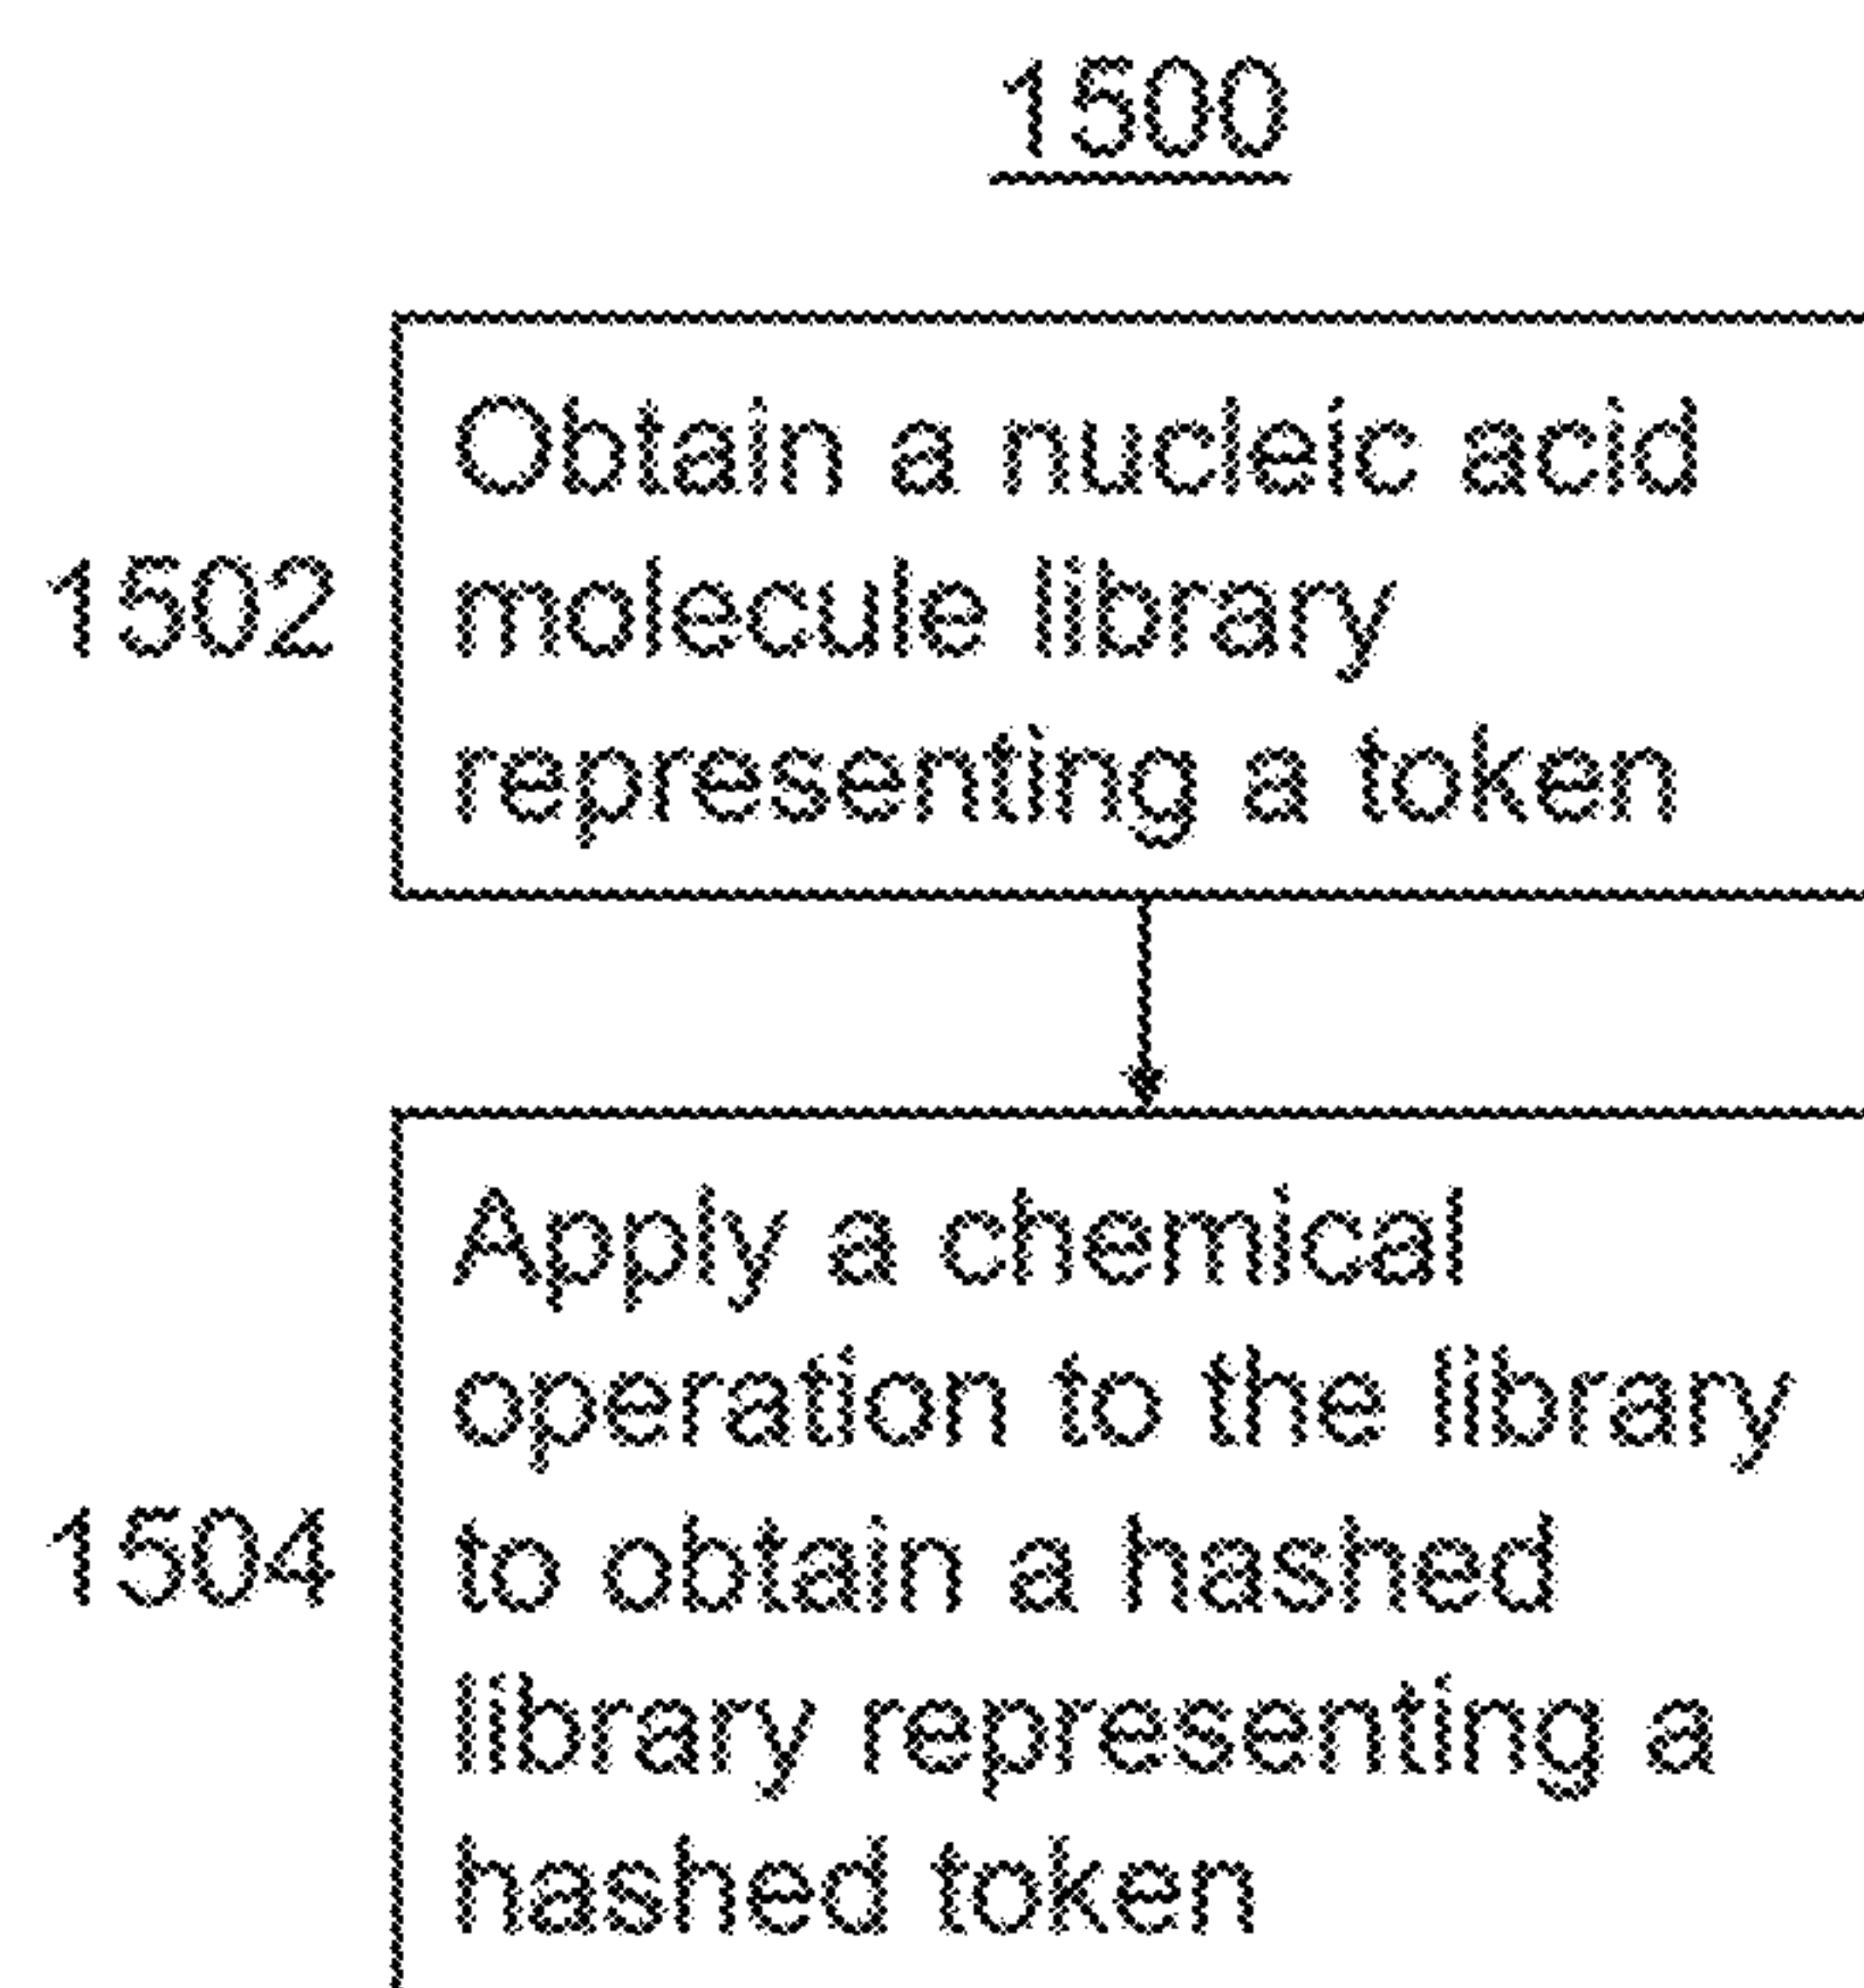 1500
Obtain a nucleic acid
1502
molecule library
representing a token
Apply a chemical
operation to the library
1504
to obtain a hashed
library representing a
hashed token